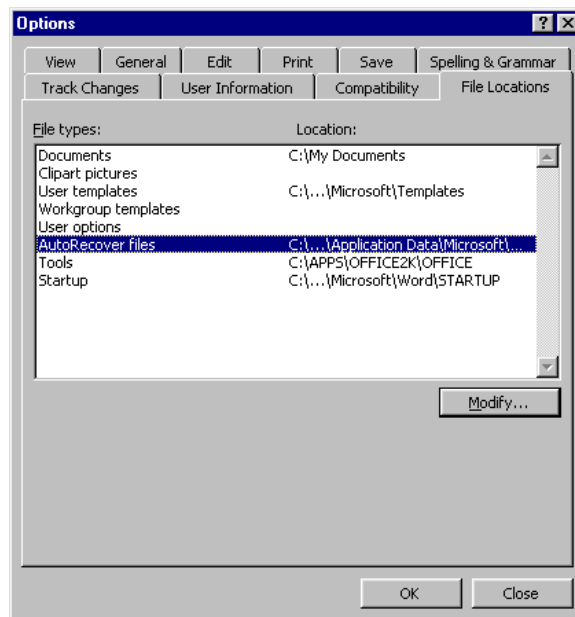 Options
View General Edit Print Save Spelling & Grammar
Track Changes User Information Compatibility File Locations
File types: Location:
Documents C:\My Documents
Clipart pictures
User templates C:\...\Microsoft\Templates
Workgroup templates
User options
AutoRecover files C:\...\Application Data\Microsoft\...
Tools C:\APPS\OFFICE2K\OFFICE
Startup C:\...\Microsoft\Word\STARTUP
Modify...
OK Close